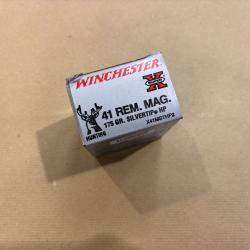 WINCHESTER
X
41 REM. MAG.
175 GR. SILVERTIP® HP
HUNTING
X41MSTHP2